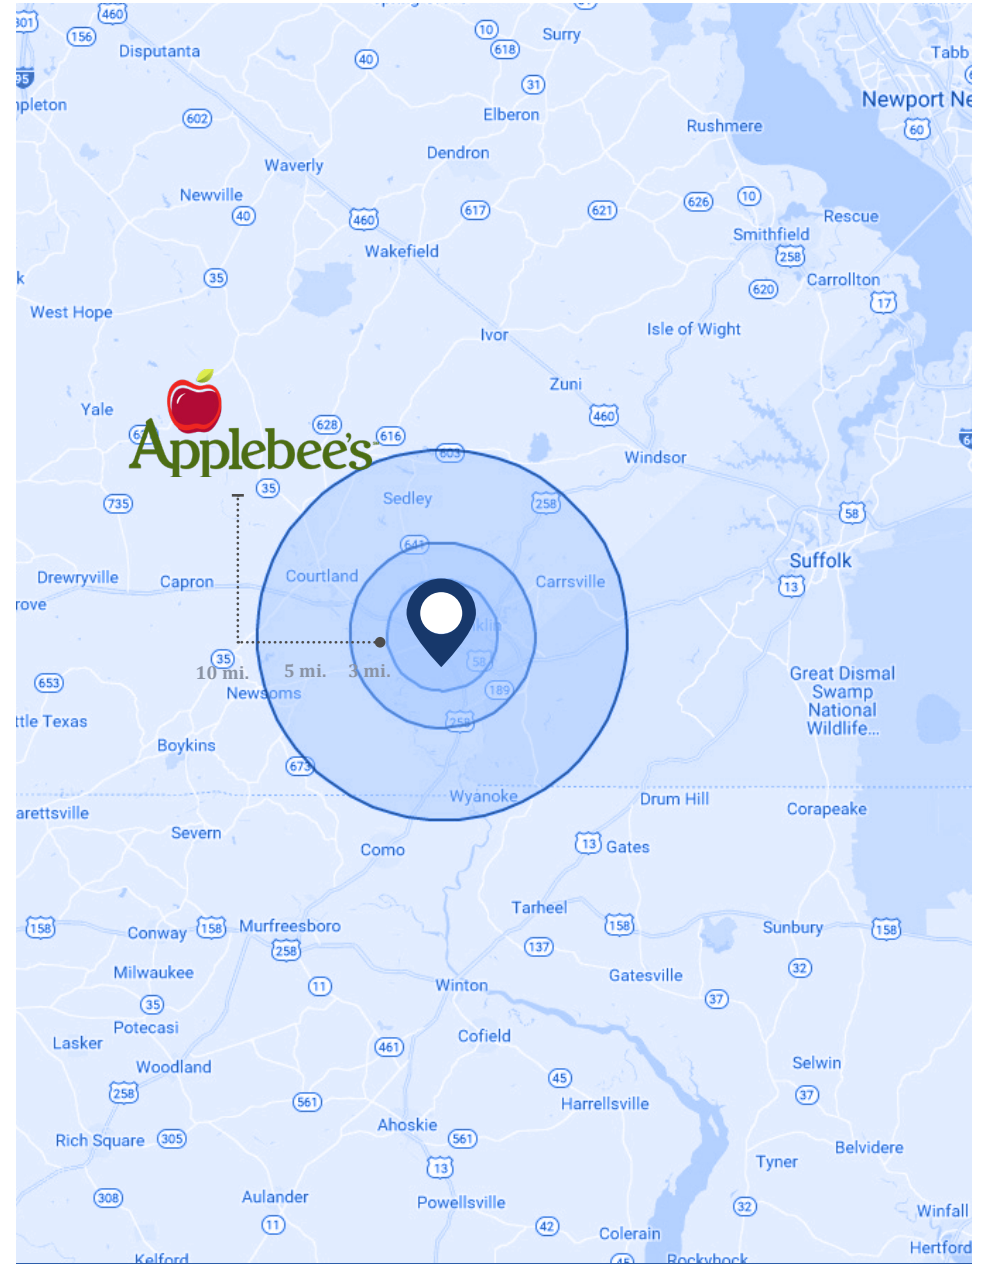 460
301
156
Disputanta
10
618
Surry
40
Tabb
95
31
602
Elberon
Newport Ne
Rushmere
60
Waverly
Dendron
Newville
40
460
617
621
626
10
Rescue
Smithfield
Wakefield
258
35
Carrollton
620
17
West Hope
Ivor
Isle of Wight
Zuni
Yale
460
628
616
Applebee's
603
Windsor
35
Sedley
735
258
58
641
Suffolk
Drewryville
Capron
Courtland
Carrsville
13
rove
klin
35
58
10 mi.
5 mi.
3 mi.
653
189
Great Dismal
Swamp
National
Wildlife...
Newsoms
ttle Texas
258
Boykins
673
Wyanoke
Drum Hill
Corapeake
arettsville
Severn
Como
13
Gates
Tarheel
158
Conway
158
Murfreesboro
158
Sunbury
158
258
137
Milwaukee
Gatesville
32
11
Winton
35
37
Potecasi
Lasker
Cofield
461
Woodland
Selwin
258
45
37
561
Harrellsville
Rich Square
305
Ahoskie
561
Belvidere
13
Tyner
308
Aulander
Powellsville
32
Winfall
11
42
Colerain
Hertford
Kelford
45
Rockyhock